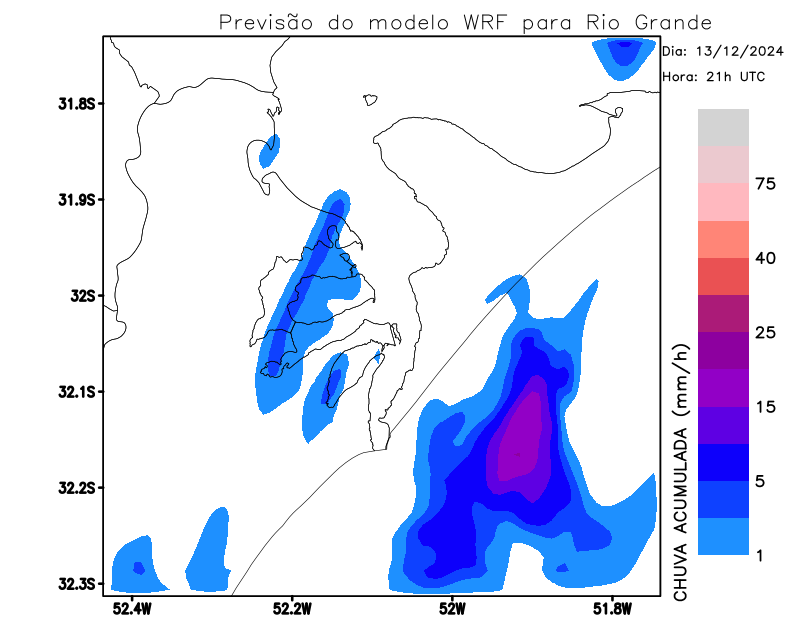 Previsão do modelo WRF para Rio Grande
Dia: 13/12/2024
Hora: 21h UTC
31.8S
31.9S
32S
32.1S
32.2S
32.3S
52.4W
52.2W
52W
51.8W
75
40
25
15
5
1
CHUVA ACUMULADA (mm/h)